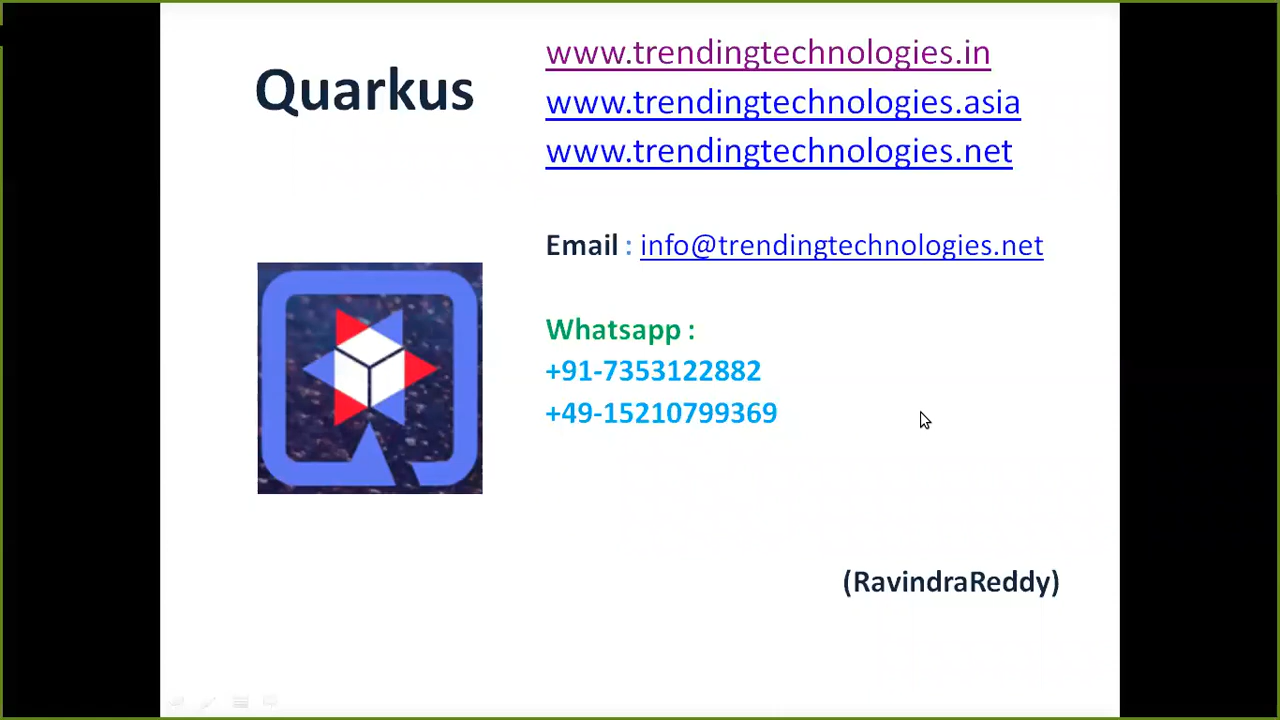 Quarkus
www.trendingtechnologies.in
www.trendingtechnologies.asia
www.trendingtechnologies.net
Email : info@trendingtechnologies.net
Whatsapp :
+91-7353122882
+49-15210799369
(RavindraReddy)